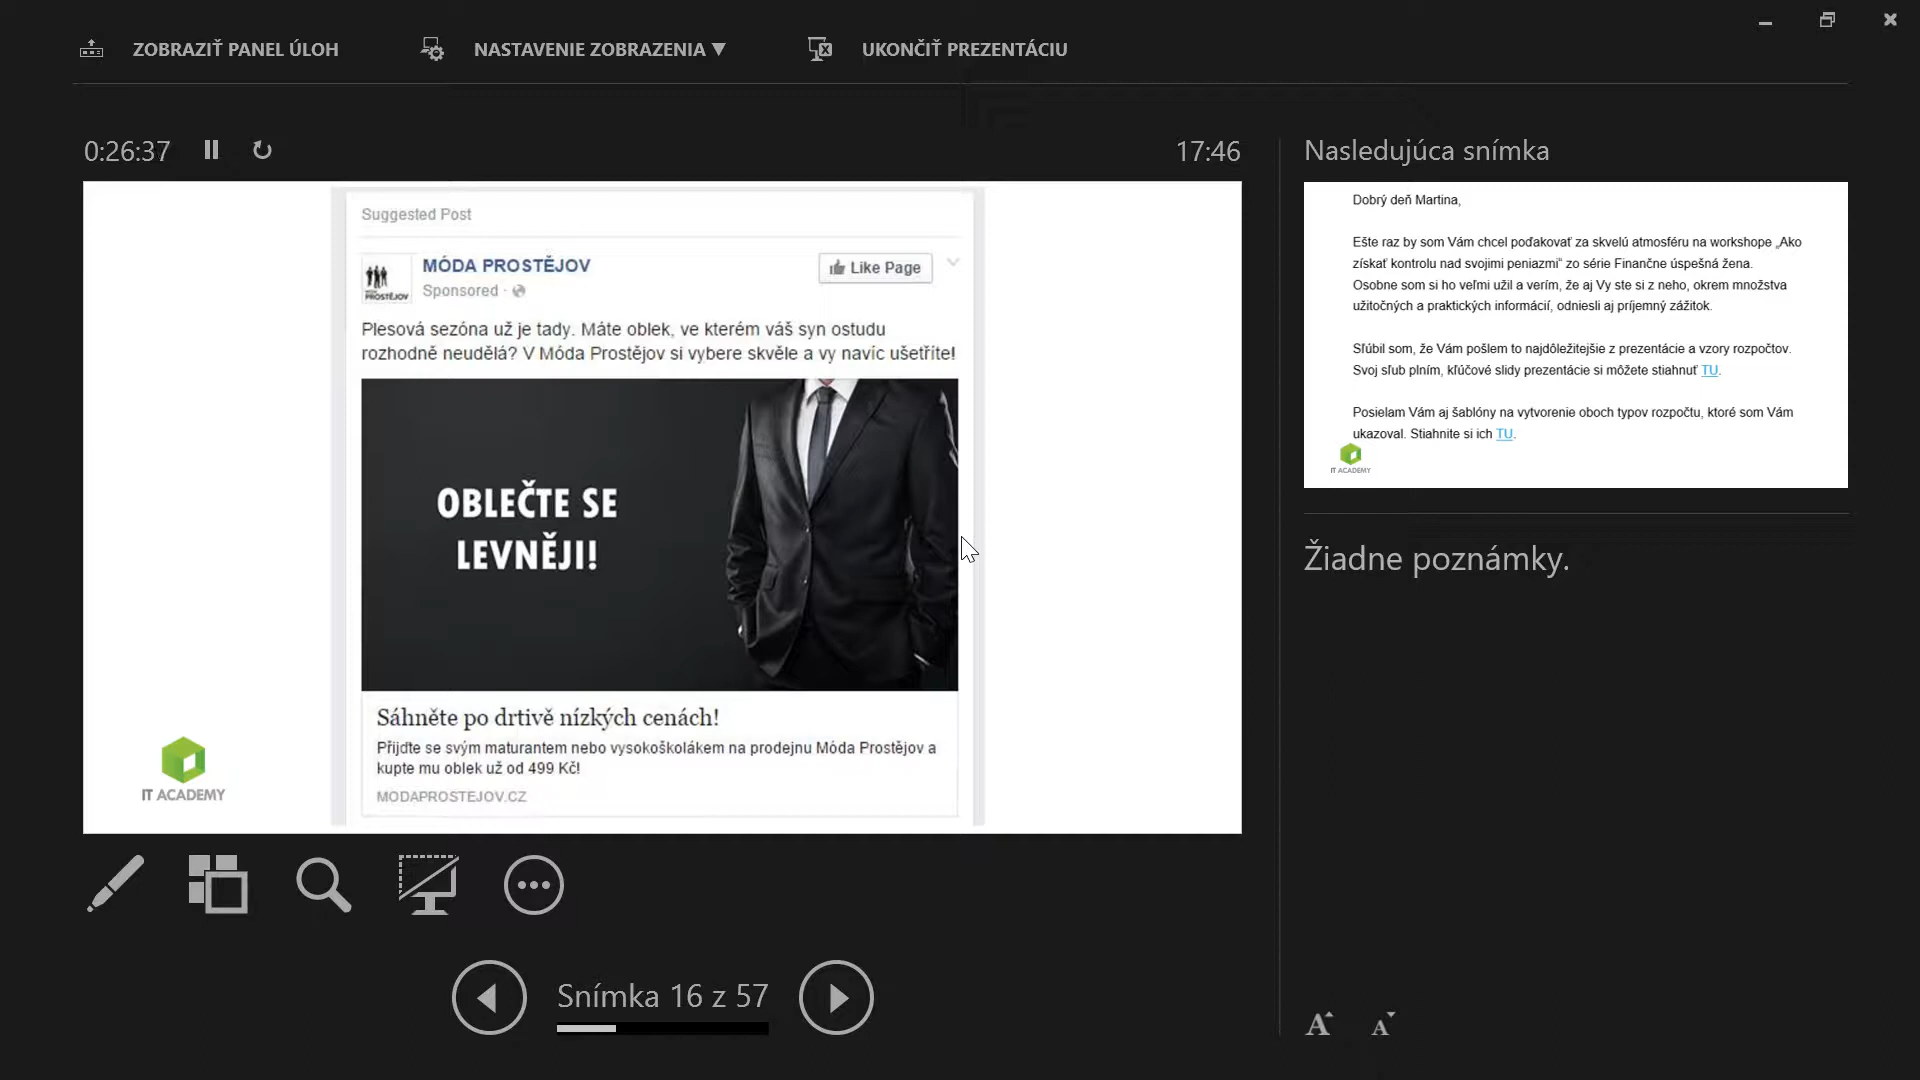 ZOBRAZIŤ PANEL ÚLOH
NASTAVENIE ZOBRAZENIA ▼
UKONČIŤ PREZENTÁCIU
0:26:37
17:46
Suggested Post
MÓDA PROSTĚJOV
Sponsored ·
Like Page
PROSTĚJOV
Plesová sezóna už je tady. Máte oblek, ve kterém váš syn ostudu
rozhodně neudělá? V Móda Prostějov si vybere skvěle a vy navíc ušetříte!
OBLEČTE SE
LEVNĚJI!
Sáhněte po drtivě nízkých cenách!
Přijďte se svým maturantem nebo vysokoškolákem na prodejnu Móda Prostějov a
kupte mu oblek už od 499 Kč!
MODAPROSTEJOV.CZ
IT ACADEMY
Snímka 16 z 57
Nasledujúca snímka
Dobrý deň Martina,
Ešte raz by som Vám chcel poďakovať za skvelú atmosféru na workshope „Ako
získať kontrolu nad svojimi peniazmi“ zo série Finančne úspešná žena.
Osobne som si ho veľmi užil a verím, že aj Vy ste si z neho, okrem množstva
užitočných a praktických informácií, odniesli aj príjemný zážitok.
Sľúbil som, že Vám pošlem to najdôležitejšie z prezentácie a vzory rozpočtov.
Svoj sľub plním, kľúčové slidy prezentácie si môžete stiahnuť TU.
Posielam Vám aj šablóny na vytvorenie oboch typov rozpočtu, ktoré som Vám
ukazoval. Stiahnite si ich TU.
IT ACADEMY
Žiadne poznámky.
A A